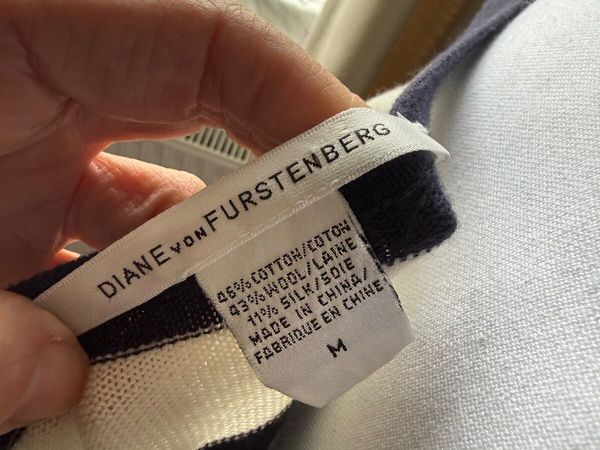 DIANE VON FURSTENBERG
46% COTTON/COTON
43% WOOL/LAINE
11% SILK/SOIE
MADE IN CHINA/
FABRIQUE EN CHINE
M